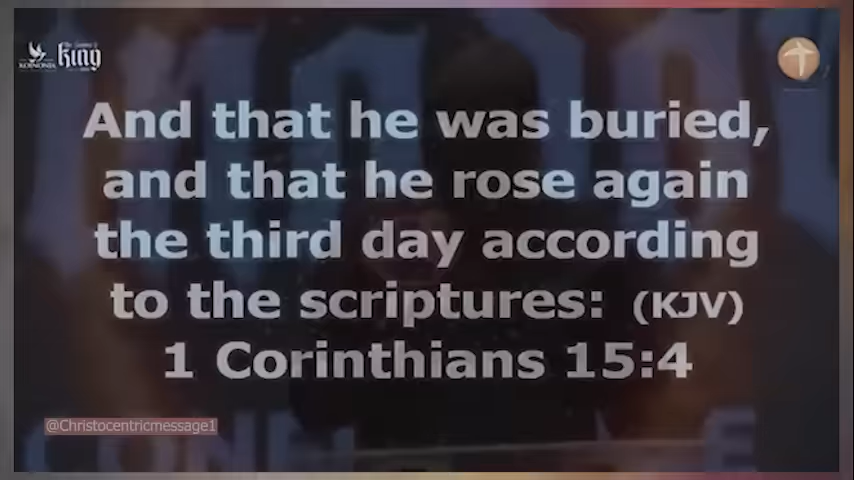 KOINONIA
King
And that he was buried,
and that he rose again
the third day according
to the scriptures: (KJV)
1 Corinthians 15:4
@Christocentricmessage1